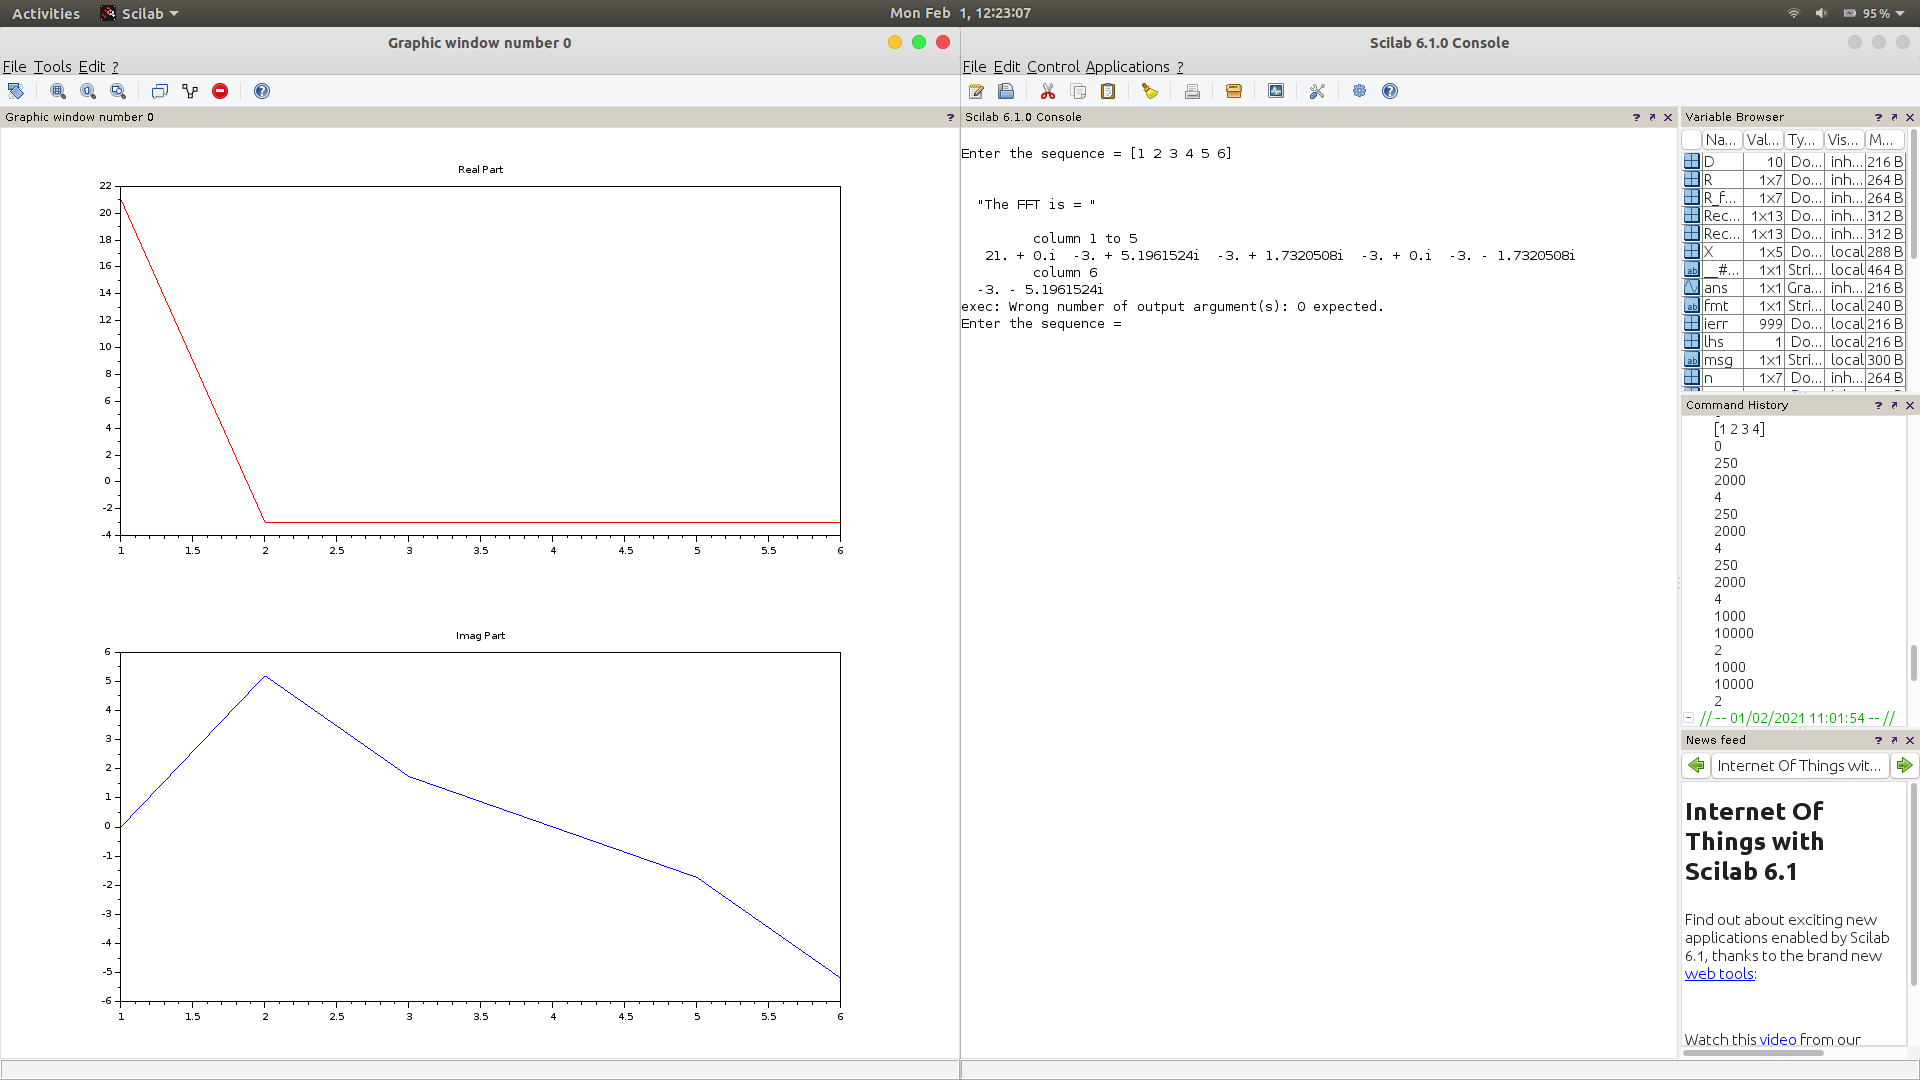 Activities Scilab Mon Feb 1, 12:23:07 95 %
Graphic window number 0
File Tools Edit ?
Graphic window number 0 ?
Real Part
22
20
18
16
14
12
10
8
6
4
2
0
-2
-4
1 1.5 2 2.5 3 3.5 4 4.5 5 5.5 6
Imag Part
6
5
4
3
2
1
0
-1
-2
-3
-4
-5
-6
1 1.5 2 2.5 3 3.5 4 4.5 5 5.5 6
Scilab 6.1.0 Console
File Edit Control Applications ?
Scilab 6.1.0 Console ?
Enter the sequence = [1 2 3 4 5 6]
"The FFT is = "
column 1 to 5
21. + 0.i -3. + 5.1961524i -3. + 1.7320508i -3. + 0.i -3. - 1.7320508i
column 6
-3. - 5.1961524i
exec: Wrong number of output argument(s): 0 expected.
Enter the sequence =
Variable Browser ?
Na... Val... Ty... Vis... M...
D 10 Do... inh... 216 B
R 1x7 Do... inh... 264 B
R_f... 1x7 Do... inh... 264 B
Rec... 1x13 Do... inh... 312 B
Rec... 1x13 Do... inh... 312 B
X 1x5 Do... local 288 B
ab __#... 1x1 Stri... local 464 B
ans 1x1 Gra... inh... 216 B
ab fmt 1x1 Stri... local 240 B
ierr 999 Do... local 216 B
lhs 1 Do... local 216 B
ab msg 1x1 Stri... local 300 B
n 1x7 Do... inh... 264 B
Command History ?
[1 2 3 4]
0
250
2000
4
250
2000
4
250
2000
4
1000
10000
2
1000
10000
2
// -- 01/02/2021 11:01:54 -- //
News feed ?
Internet Of Things wit...
Internet Of
Things with
Scilab 6.1
Find out about exciting new
applications enabled by Scilab
6.1, thanks to the brand new
web tools:
Watch this video from our